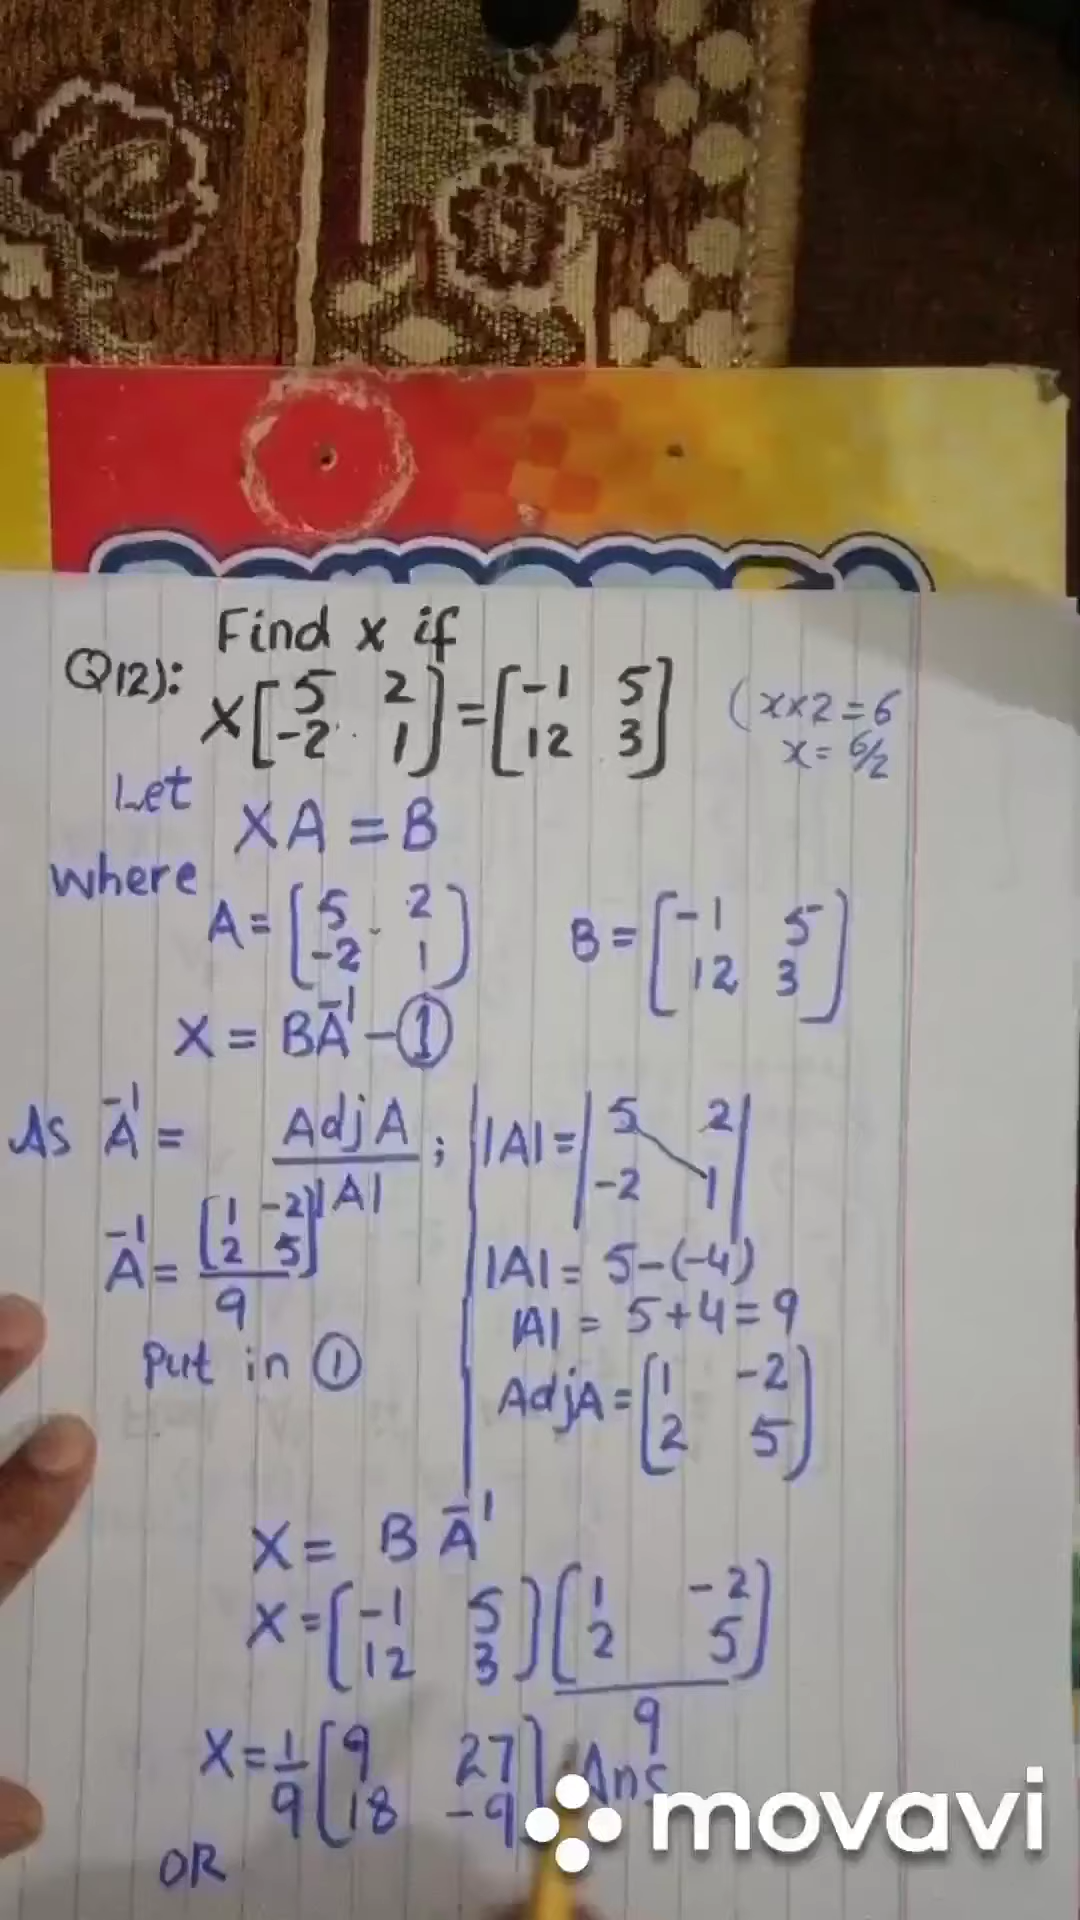 Find x if
Q12):
X[5 2 -2 1] = [-1 5 12 3]
(x×2=6
x=6/2
Let
XA = B
where
A = [5 2 -2 1] B = [-1 5 12 3]
X = BA⁻¹ - ①
As A⁻¹ = Adj A / |A| ;
A⁻¹ = [1 -2 2 5] / 9
Put in ①
|A| = |5 2 -2 1|
|A| = 5-(-4)
|A| = 5+4=9
AdjA = [1 -2 2 5]
X = B A⁻¹
X = [-1 5 12 3] [1 -2 2 5] / 9
X = 1/9 [9 27 18 -9] Ans
OR
movavi